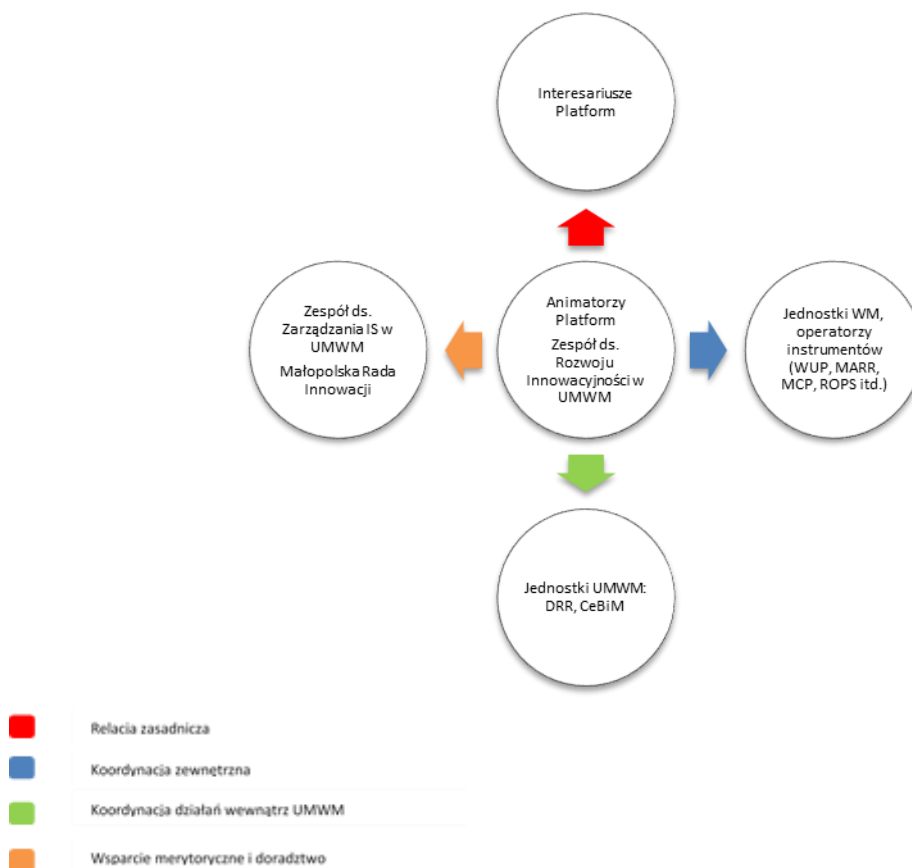 Interesariusze
Platform
Zespół ds.
Zarządzania IS w
UMWM
Małopolska Rada
Innowacji
Animatorzy
Platform
Zespół ds.
Rozwoju
Innowacyjności w
UMWM
Jednostki WM,
operatorzy
instrumentów
(WUP, MARR,
MCP, ROPS itd.)
Jednostki UMWM:
DRR, CeBiM
Relacja zasadnicza
Koordynacja zewnętrzna
Koordynacja działań wewnątrz UMWM
Wsparcie merytoryczne i doradztwo